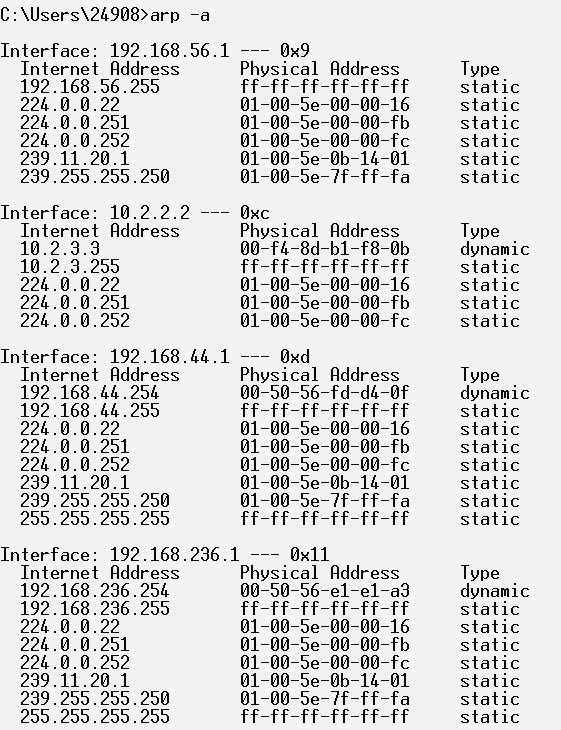 C:\Users\24908>arp -a
Interface: 192.168.56.1 --- 0x9
Internet Address Physical Address Type
192.168.56.255 ff-ff-ff-ff-ff-ff static
224.0.0.22 01-00-5e-00-00-16 static
224.0.0.251 01-00-5e-00-00-fb static
224.0.0.252 01-00-5e-00-00-fc static
239.11.20.1 01-00-5e-0b-14-01 static
239.255.255.250 01-00-5e-7f-ff-fa static
Interface: 10.2.2.2 --- 0xc
Internet Address Physical Address Type
10.2.3.3 00-f4-8d-b1-f8-0b dynamic
10.2.3.255 ff-ff-ff-ff-ff-ff static
224.0.0.22 01-00-5e-00-00-16 static
224.0.0.251 01-00-5e-00-00-fb static
224.0.0.252 01-00-5e-00-00-fc static
Interface: 192.168.44.1 --- 0xd
Internet Address Physical Address Type
192.168.44.254 00-50-56-fd-d4-0f dynamic
192.168.44.255 ff-ff-ff-ff-ff-ff static
224.0.0.22 01-00-5e-00-00-16 static
224.0.0.251 01-00-5e-00-00-fb static
224.0.0.252 01-00-5e-00-00-fc static
239.11.20.1 01-00-5e-0b-14-01 static
239.255.255.250 01-00-5e-7f-ff-fa static
255.255.255.255 ff-ff-ff-ff-ff-ff static
Interface: 192.168.236.1 --- 0x11
Internet Address Physical Address Type
192.168.236.254 00-50-56-e1-e1-a3 dynamic
192.168.236.255 ff-ff-ff-ff-ff-ff static
224.0.0.22 01-00-5e-00-00-16 static
224.0.0.251 01-00-5e-00-00-fb static
224.0.0.252 01-00-5e-00-00-fc static
239.11.20.1 01-00-5e-0b-14-01 static
239.255.255.250 01-00-5e-7f-ff-fa static
255.255.255.255 ff-ff-ff-ff-ff-ff static